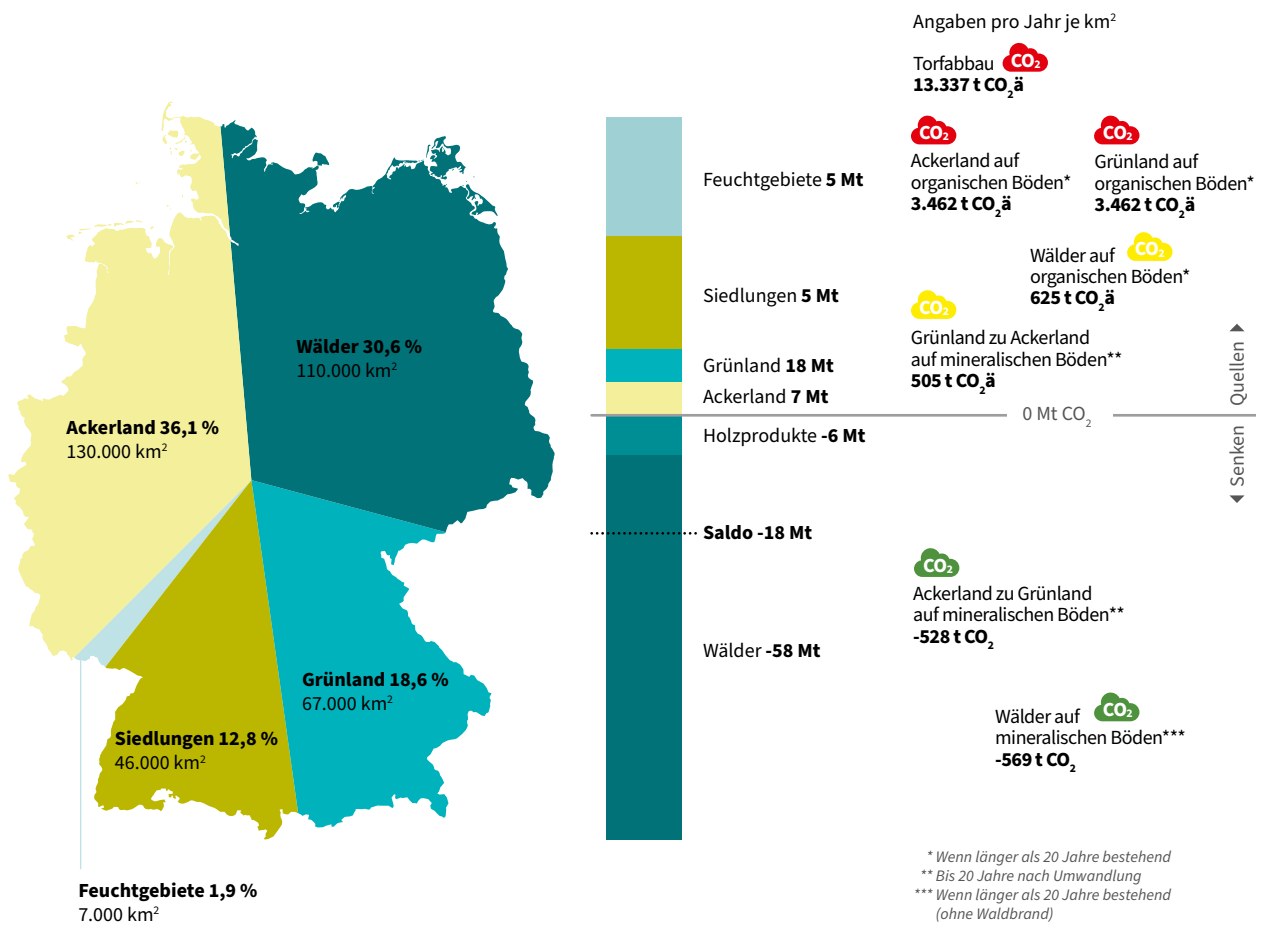 Wälder 30,6 %
110.000 km²
Ackerland 36,1 %
130.000 km²
Grünland 18,6 %
67.000 km²
Siedlungen 12,8 %
46.000 km²
Feuchtgebiete 1,9 %
7.000 km²
Feuchtgebiete 5 Mt
Siedlungen 5 Mt
Grünland 18 Mt
Ackerland 7 Mt
0 Mt CO₂
Holzprodukte -6 Mt
Saldo -18 Mt
Wälder -58 Mt
Angaben pro Jahr je km²
Torfabbau CO₂
13.337 t CO₂ä
CO₂
Ackerland auf
organischen Böden*
3.462 t CO₂ä
CO₂
Grünland auf
organischen Böden*
3.462 t CO₂ä
Wälder auf CO₂
organischen Böden*
625 t CO₂ä
CO₂
Grünland zu Ackerland
auf mineralischen Böden**
505 t CO₂ä
Quellen
Senken
CO₂
Ackerland zu Grünland
auf mineralischen Böden**
-528 t CO₂
Wälder auf CO₂
mineralischen Böden***
-569 t CO₂
* Wenn länger als 20 Jahre bestehend
** Bis 20 Jahre nach Umwandlung
*** Wenn länger als 20 Jahre bestehend
(ohne Waldbrand)